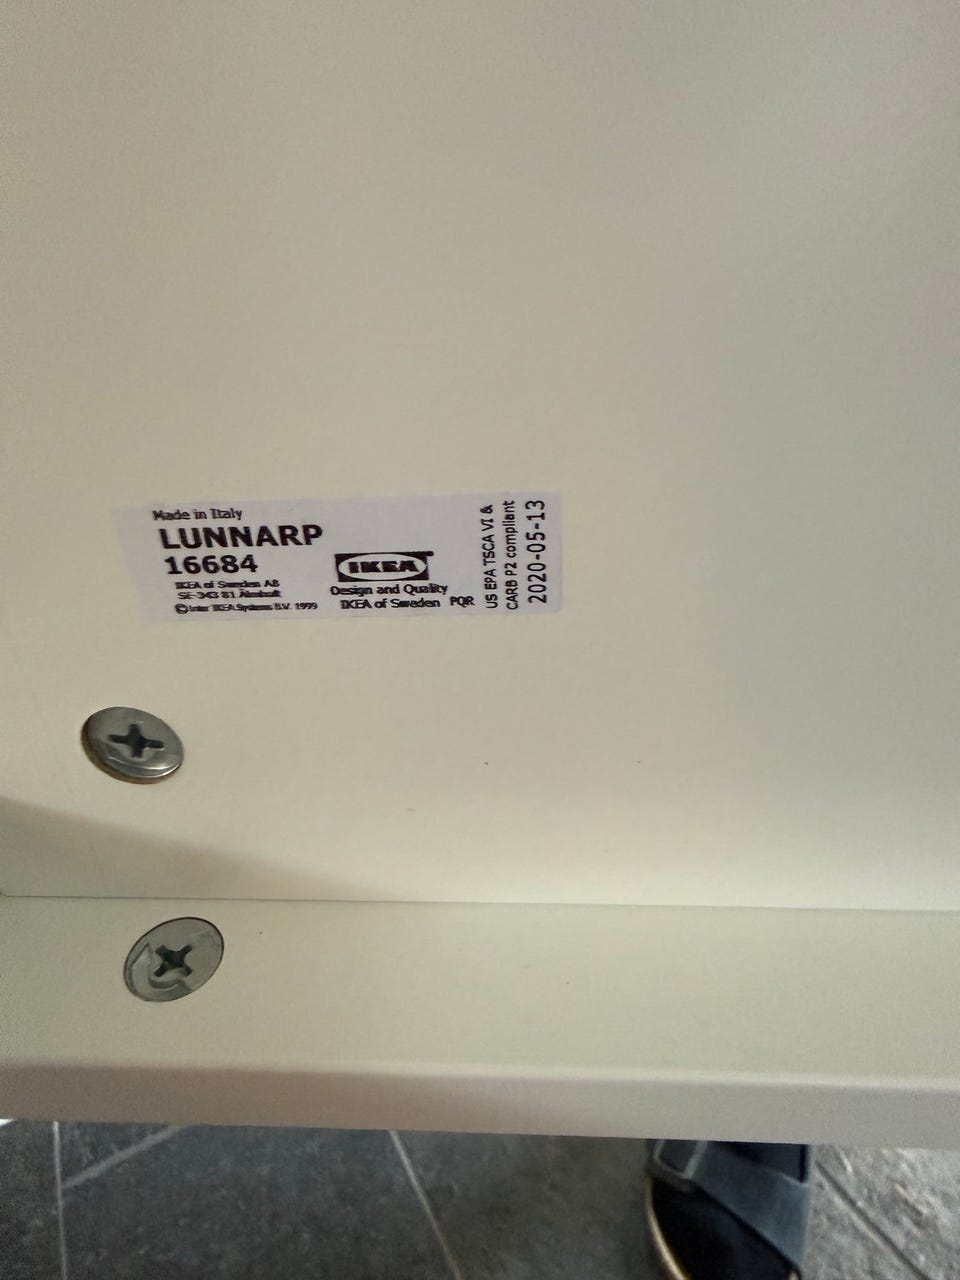 Made in Italy
LUNNARP
16684
IKEA of Sweden AB
SE-343 81 Älmhult
© Inter IKEA Systems B.V. 1999
IKEA
Design and Quality
IKEA of Sweden PQR
US EPA TSCA VI &
CARB P2 compliant
2020-05-13